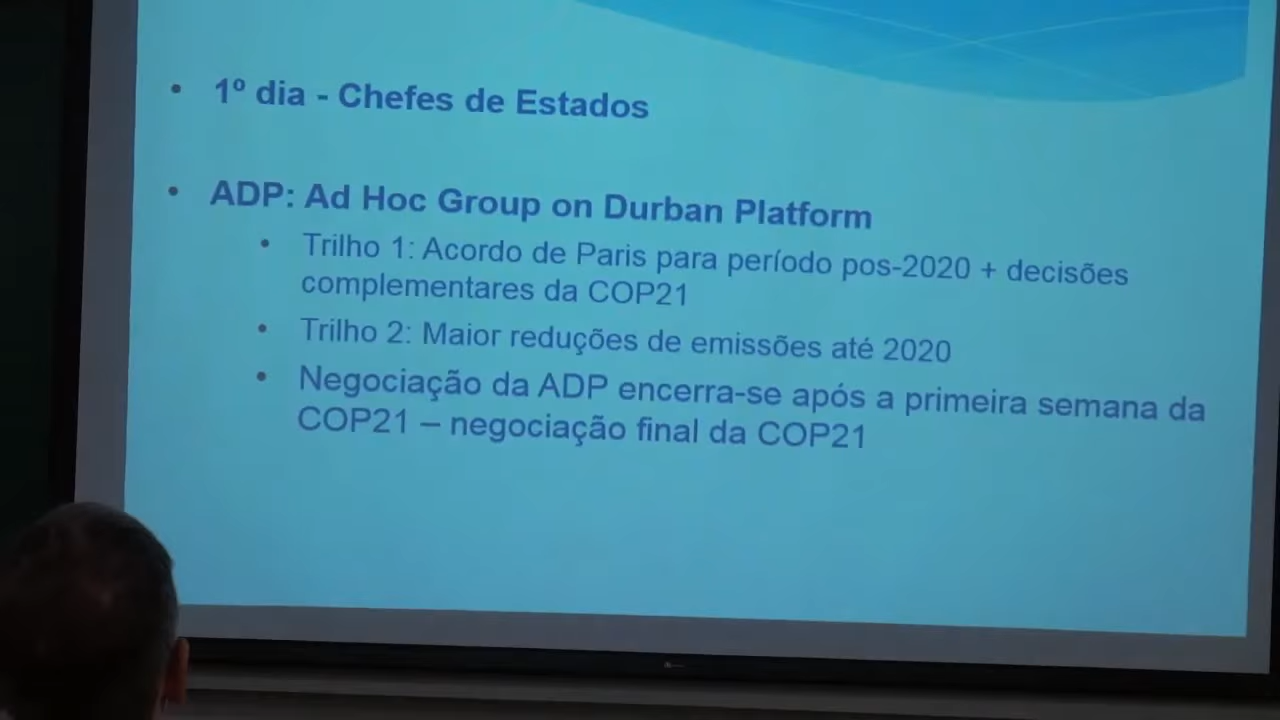 1º dia - Chefes de Estados
ADP: Ad Hoc Group on Durban Platform
Trilho 1: Acordo de Paris para período pos-2020 + decisões
complementares da COP21
Trilho 2: Maior reduções de emissões até 2020
Negociação da ADP encerra-se após a primeira semana da
COP21 – negociação final da COP21